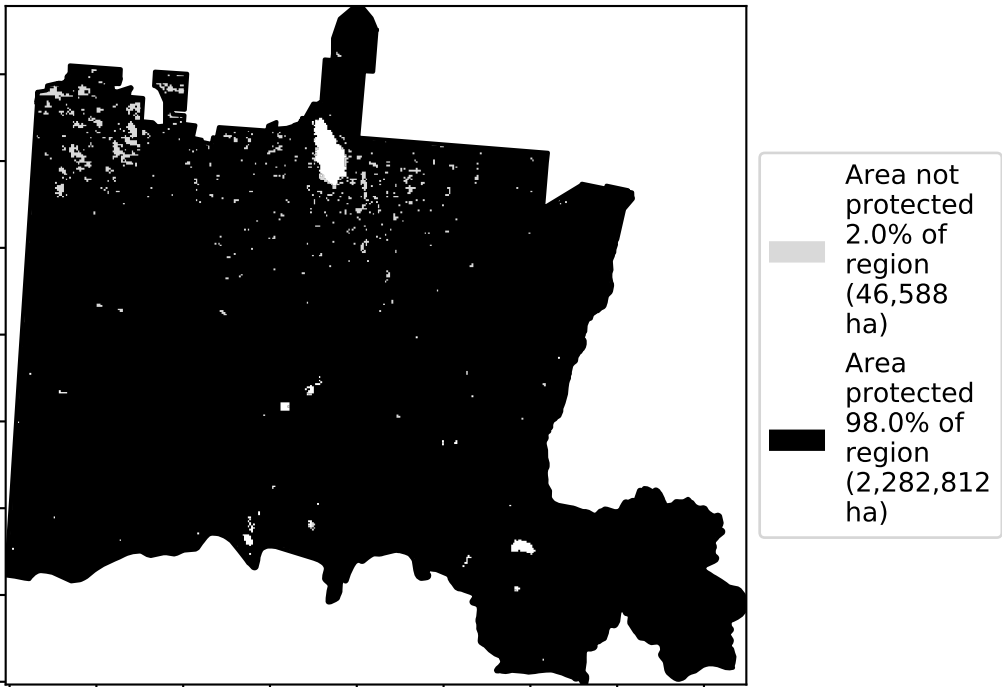 Area not
protected
2.0% of
region
(46,588
ha)
Area
protected
98.0% of
region
(2,282,812
ha)